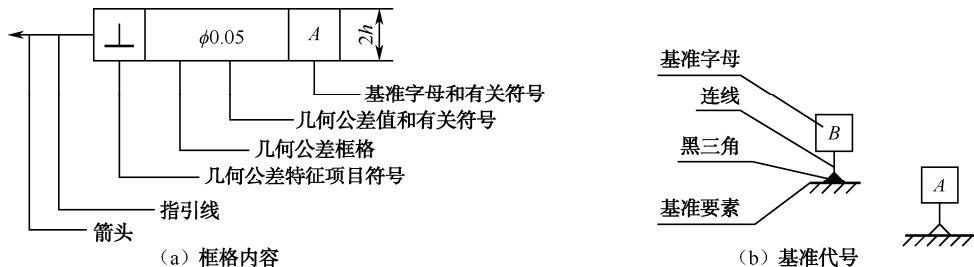 ⊥ ϕ0.05 A 2h
基准字母和有关符号
几何公差值和有关符号
几何公差框格
几何公差特征项目符号
指引线
箭头
（a）框格内容
基准字母
连线
B
黑三角
A
基准要素
（b）基准代号